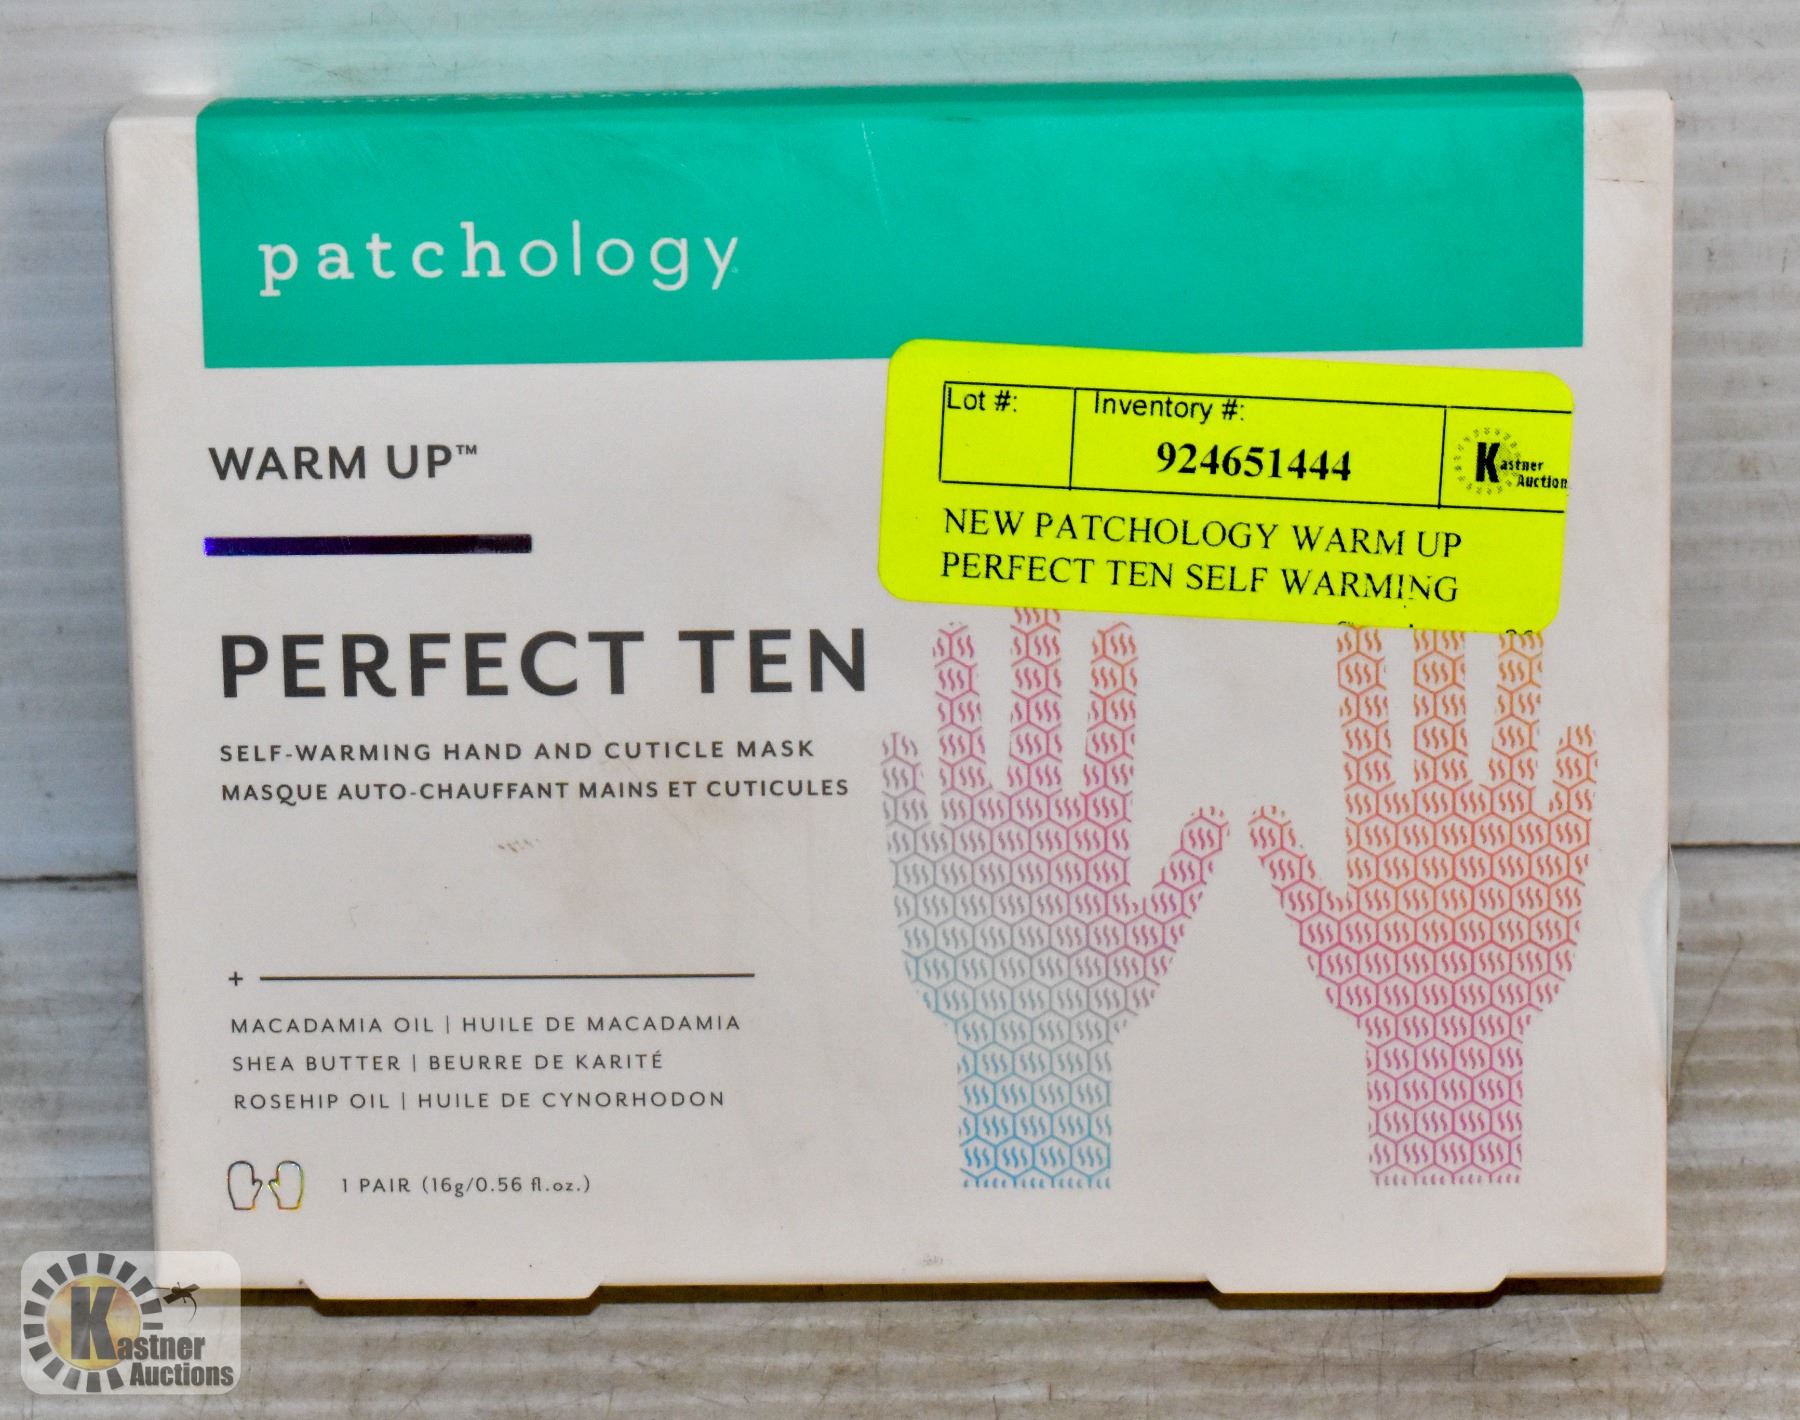 patchology
WARM UP™
PERFECT TEN
SELF-WARMING HAND AND CUTICLE MASK
MASQUE AUTO-CHAUFFANT MAINS ET CUTICULES
+
MACADAMIA OIL | HUILE DE MACADAMIA
SHEA BUTTER | BEURRE DE KARITÉ
ROSEHIP OIL | HUILE DE CYNORHODON
1 PAIR (16g/0.56 fl.oz.)
Lot #: Inventory #:
924651444
Kastner
Auction
NEW PATCHOLOGY WARM UP
PERFECT TEN SELF WARMING
Kastner
Auctions